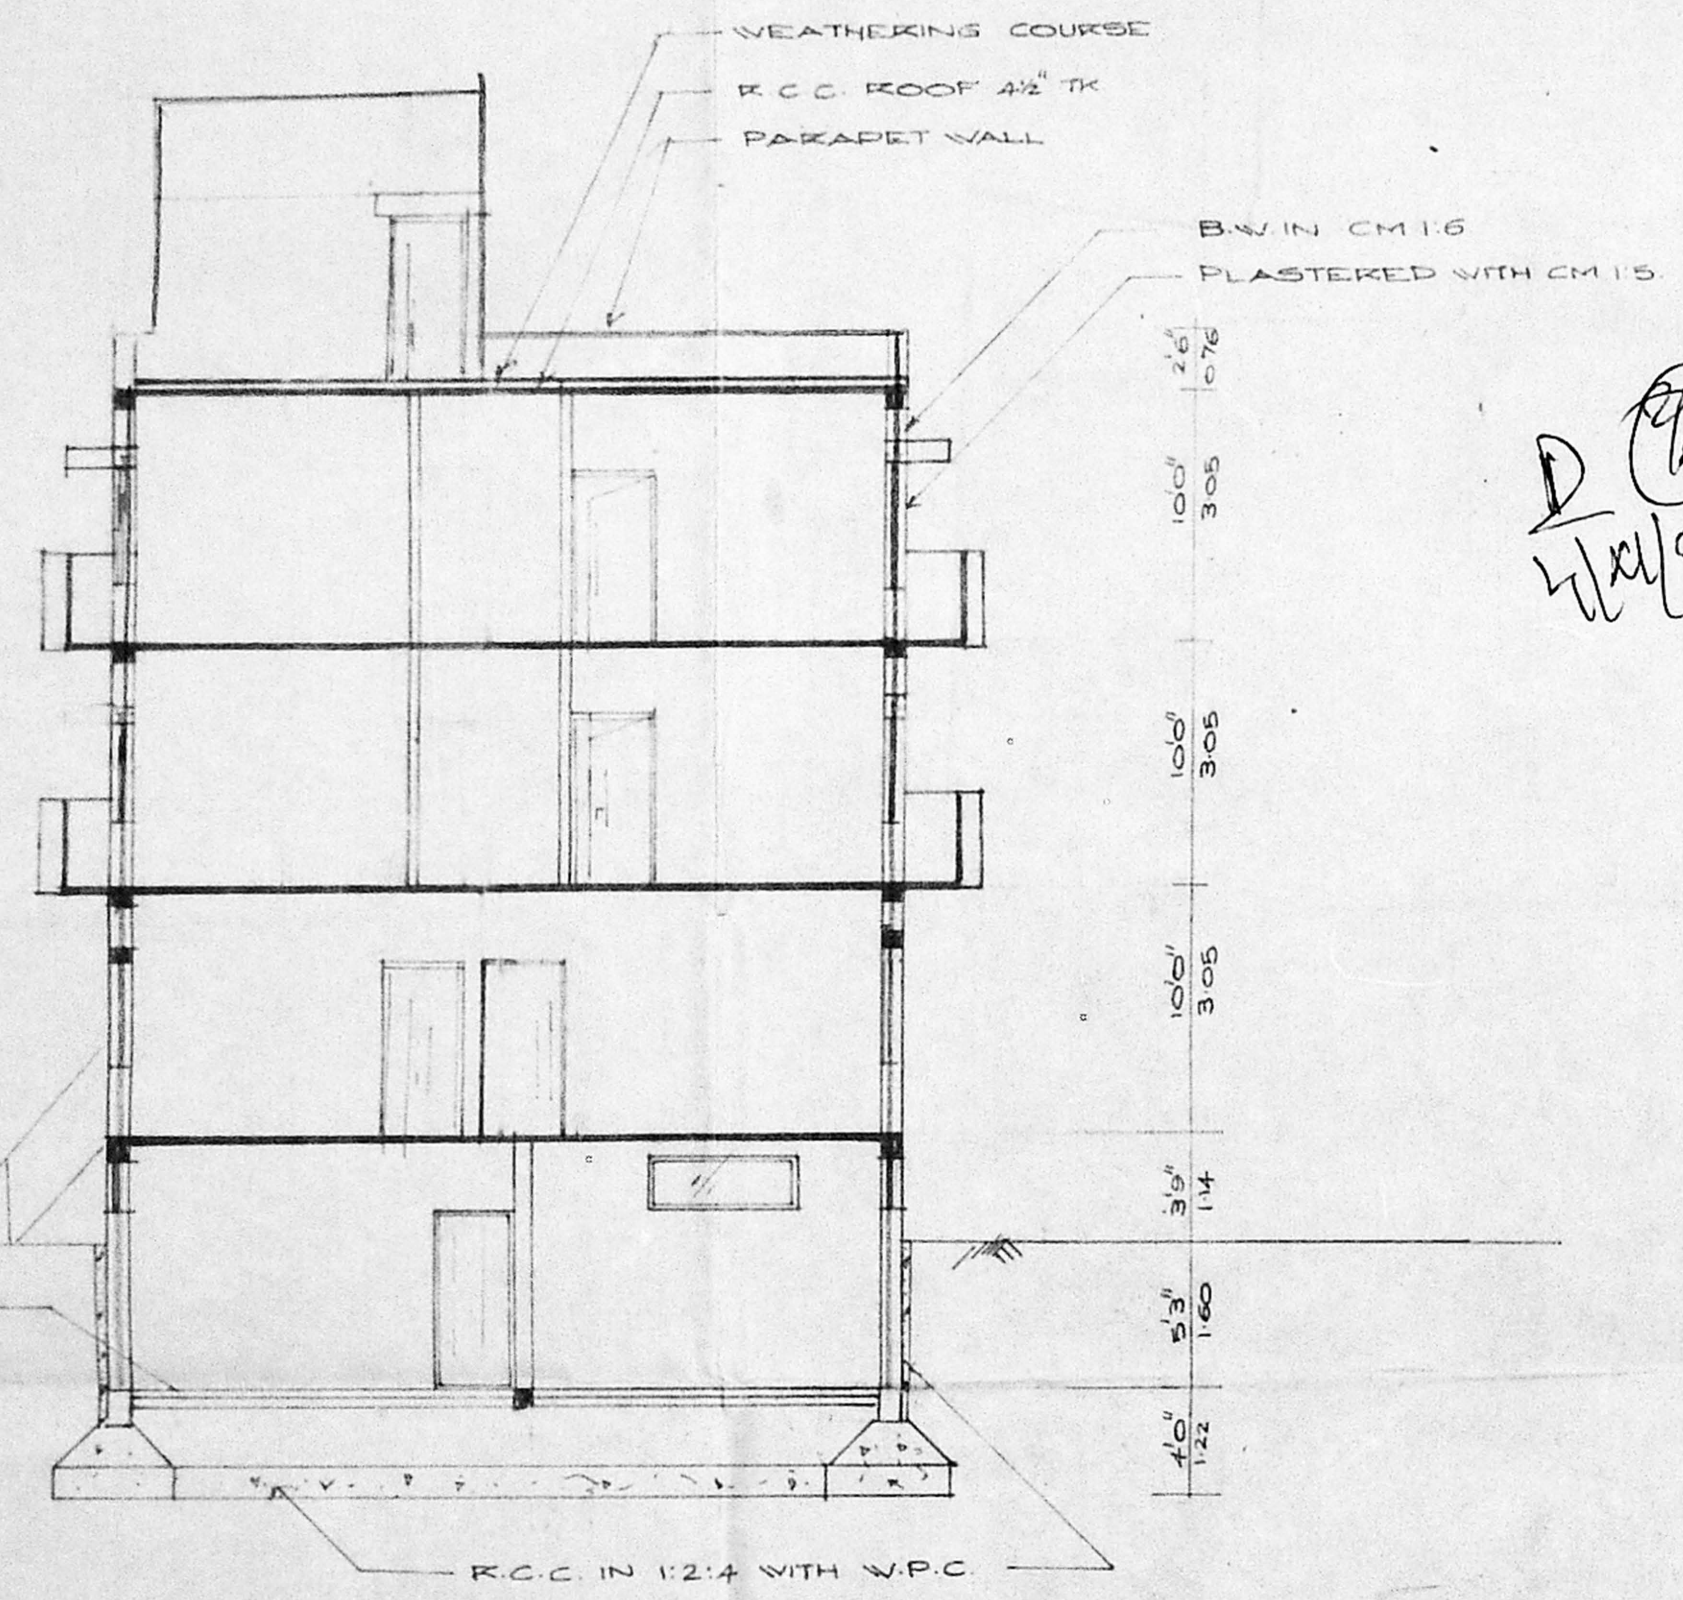 WEATHERING COURSE
R.C.C. ROOF 4½" TK
PARAPET WALL
B.W. IN CM 1:6
PLASTERED WITH CM 1:5.
2'6"
0.76
10'0"
3.05
10'0"
3.05
10'0"
3.05
3'9"
1.14
5'3"
1.60
4'0"
1.22
R.C.C. IN 1:2:4 WITH W.P.C.